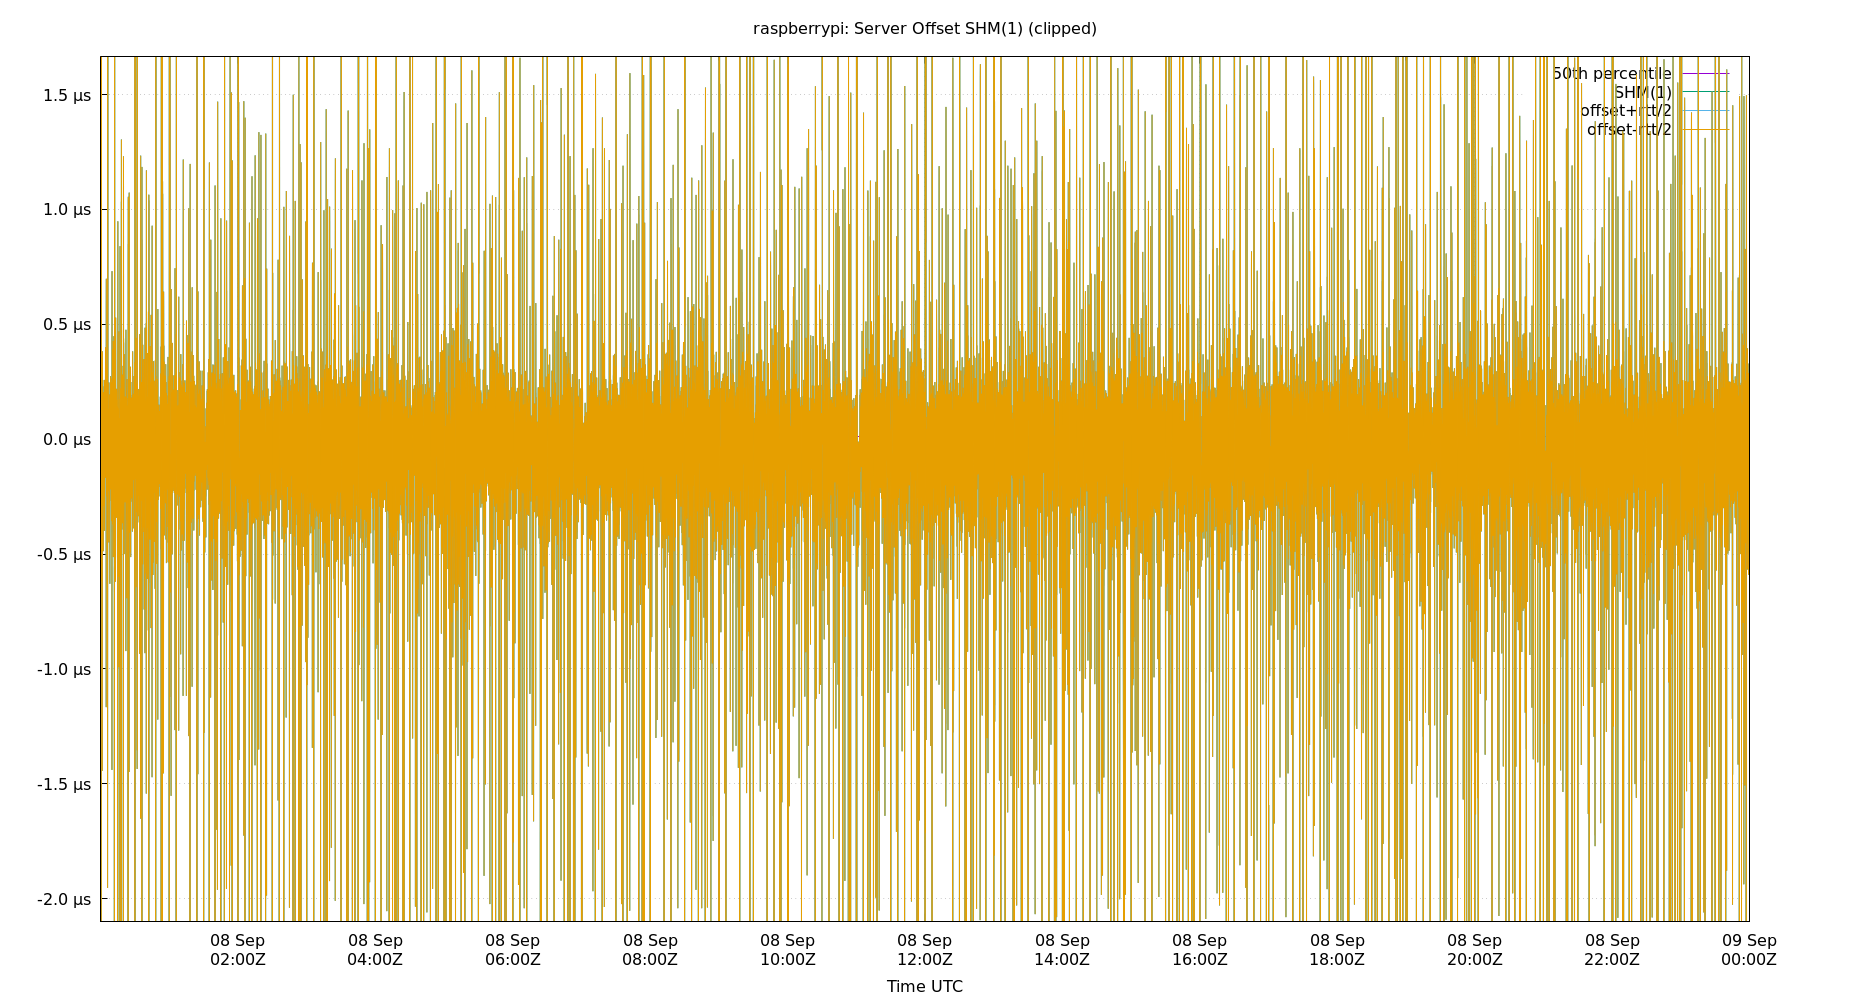 raspberrypi: Server Offset SHM(1) (clipped)
50th percentile
SHM(1)
offset+rtt/2
offset-rtt/2
1.5 µs
1.0 µs
0.5 µs
0.0 µs
-0.5 µs
-1.0 µs
-1.5 µs
-2.0 µs
08 Sep 08 Sep 08 Sep 08 Sep 08 Sep 08 Sep 08 Sep 08 Sep 08 Sep 08 Sep 08 Sep 09 Sep
02:00Z 04:00Z 06:00Z 08:00Z 10:00Z 12:00Z 14:00Z 16:00Z 18:00Z 20:00Z 22:00Z 00:00Z
Time UTC